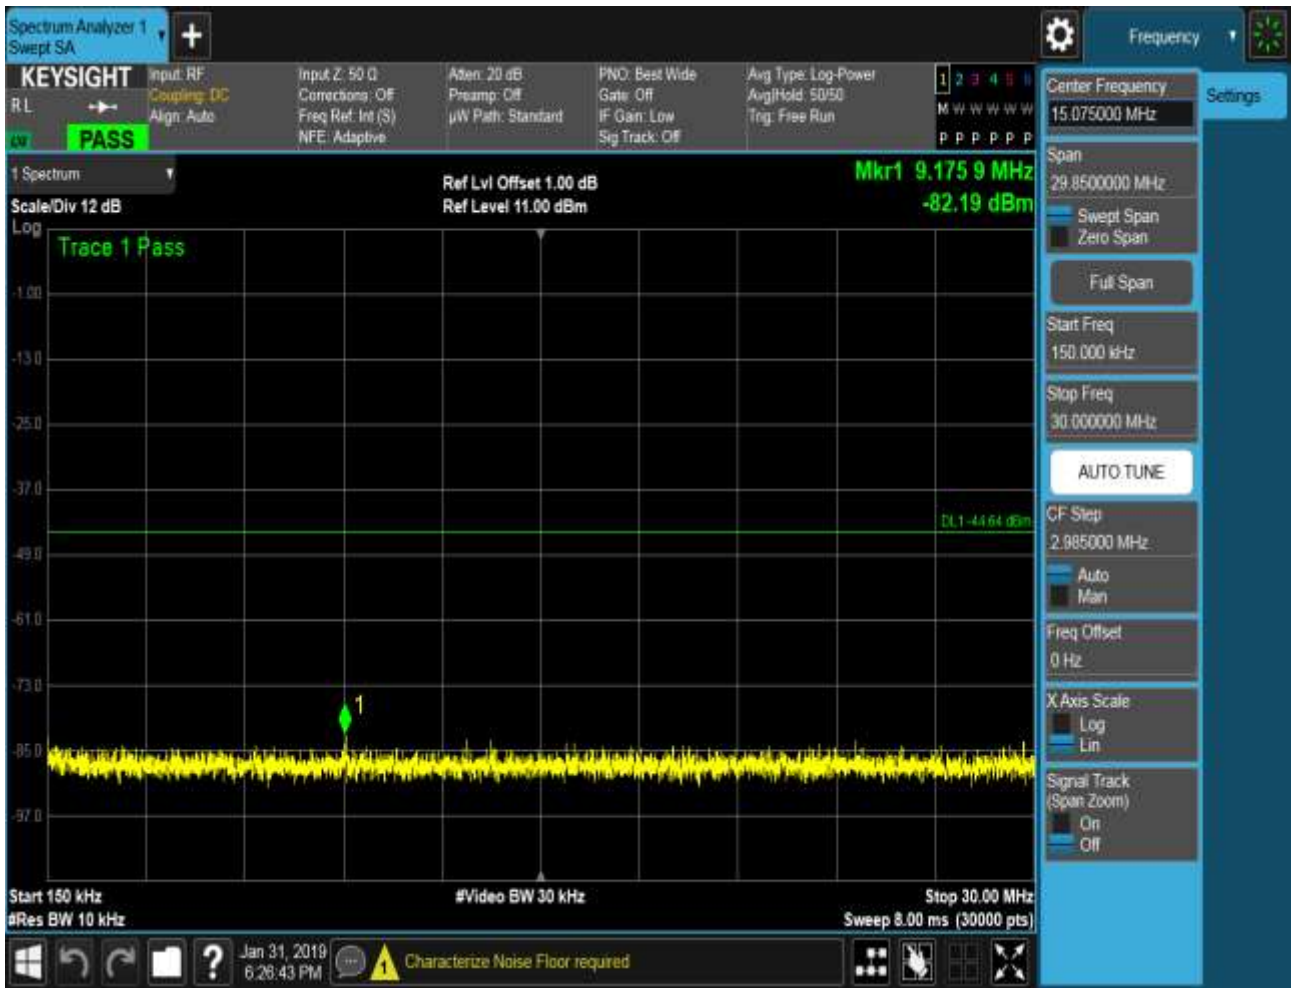 Spectrum Analyzer 1
Swept SA
+
Frequency
KEYSIGHT
R L
PASS
Input: RF
Coupling: DC
Align: Auto
Input Z: 50 Ω
Corrections: Off
Freq Ref: Int (S)
NFE: Adaptive
Atten: 20 dB
Preamp: Off
µW Path: Standard
PNO: Best Wide
Gate: Off
IF Gain: Low
Sig Track: Off
Avg Type: Log-Power
Avg|Hold: 50/50
Trig: Free Run
1 2 3 4 5 6
M W W W W W
P P P P P P
1 Spectrum
Scale/Div 12 dB
Log
Ref Lvl Offset 1.00 dB
Ref Level 11.00 dBm
Mkr1 9.175 9 MHz
-82.19 dBm
Trace 1 Pass
-1.00
-13.0
-25.0
-37.0
DL1 -44.64 dBm
-49.0
-61.0
-73.0
1
-85.0
-97.0
Start 150 kHz
#Res BW 10 kHz
#Video BW 30 kHz
Stop 30.00 MHz
Sweep 8.00 ms (30000 pts)
Center Frequency
15.075000 MHz
Settings
Span
29.8500000 MHz
Swept Span
Zero Span
Full Span
Start Freq
150.000 kHz
Stop Freq
30.000000 MHz
AUTO TUNE
CF Step
2.985000 MHz
Auto
Man
Freq Offset
0 Hz
X Axis Scale
Log
Lin
Signal Track
(Span Zoom)
On
Off
?
Jan 31, 2019
6:26:43 PM
1
Characterize Noise Floor required